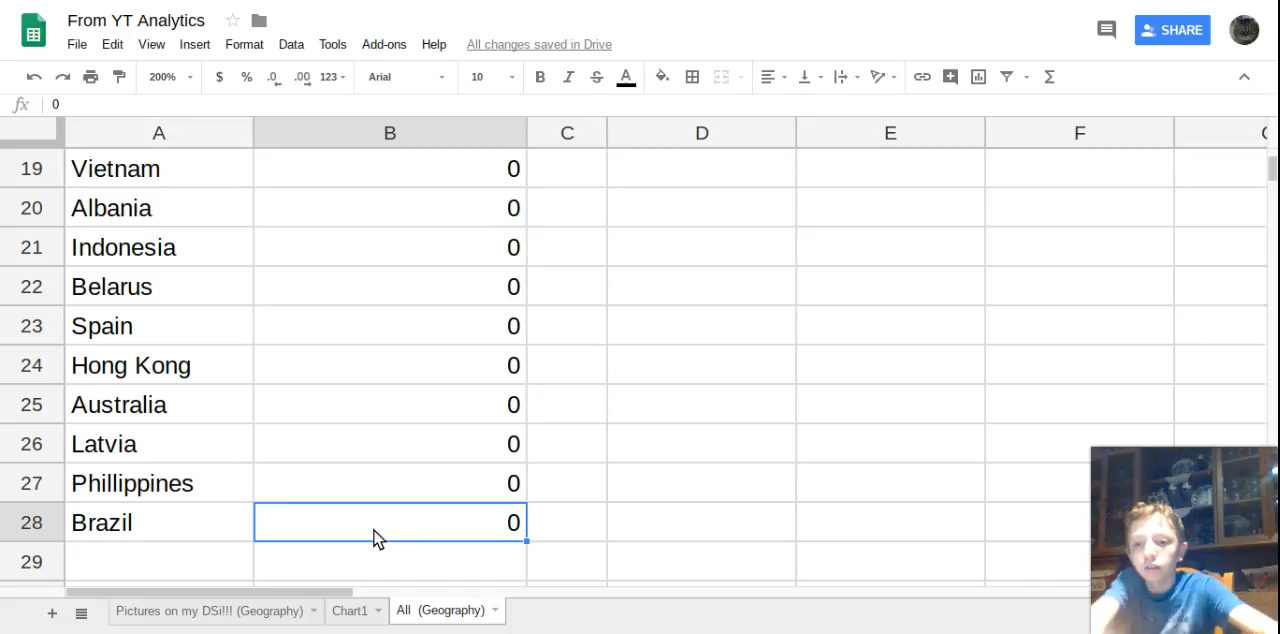 From YT Analytics
File Edit View Insert Format Data Tools Add-ons Help All changes saved in Drive
SHARE
200% $ % .0 .00 123 Arial 10 B I S A Σ
fx 0
A B C D E F
19 Vietnam 0
20 Albania 0
21 Indonesia 0
22 Belarus 0
23 Spain 0
24 Hong Kong 0
25 Australia 0
26 Latvia 0
27 Phillippines 0
28 Brazil 0
29
+ Pictures on my DSi!!! (Geography) Chart1 All (Geography)